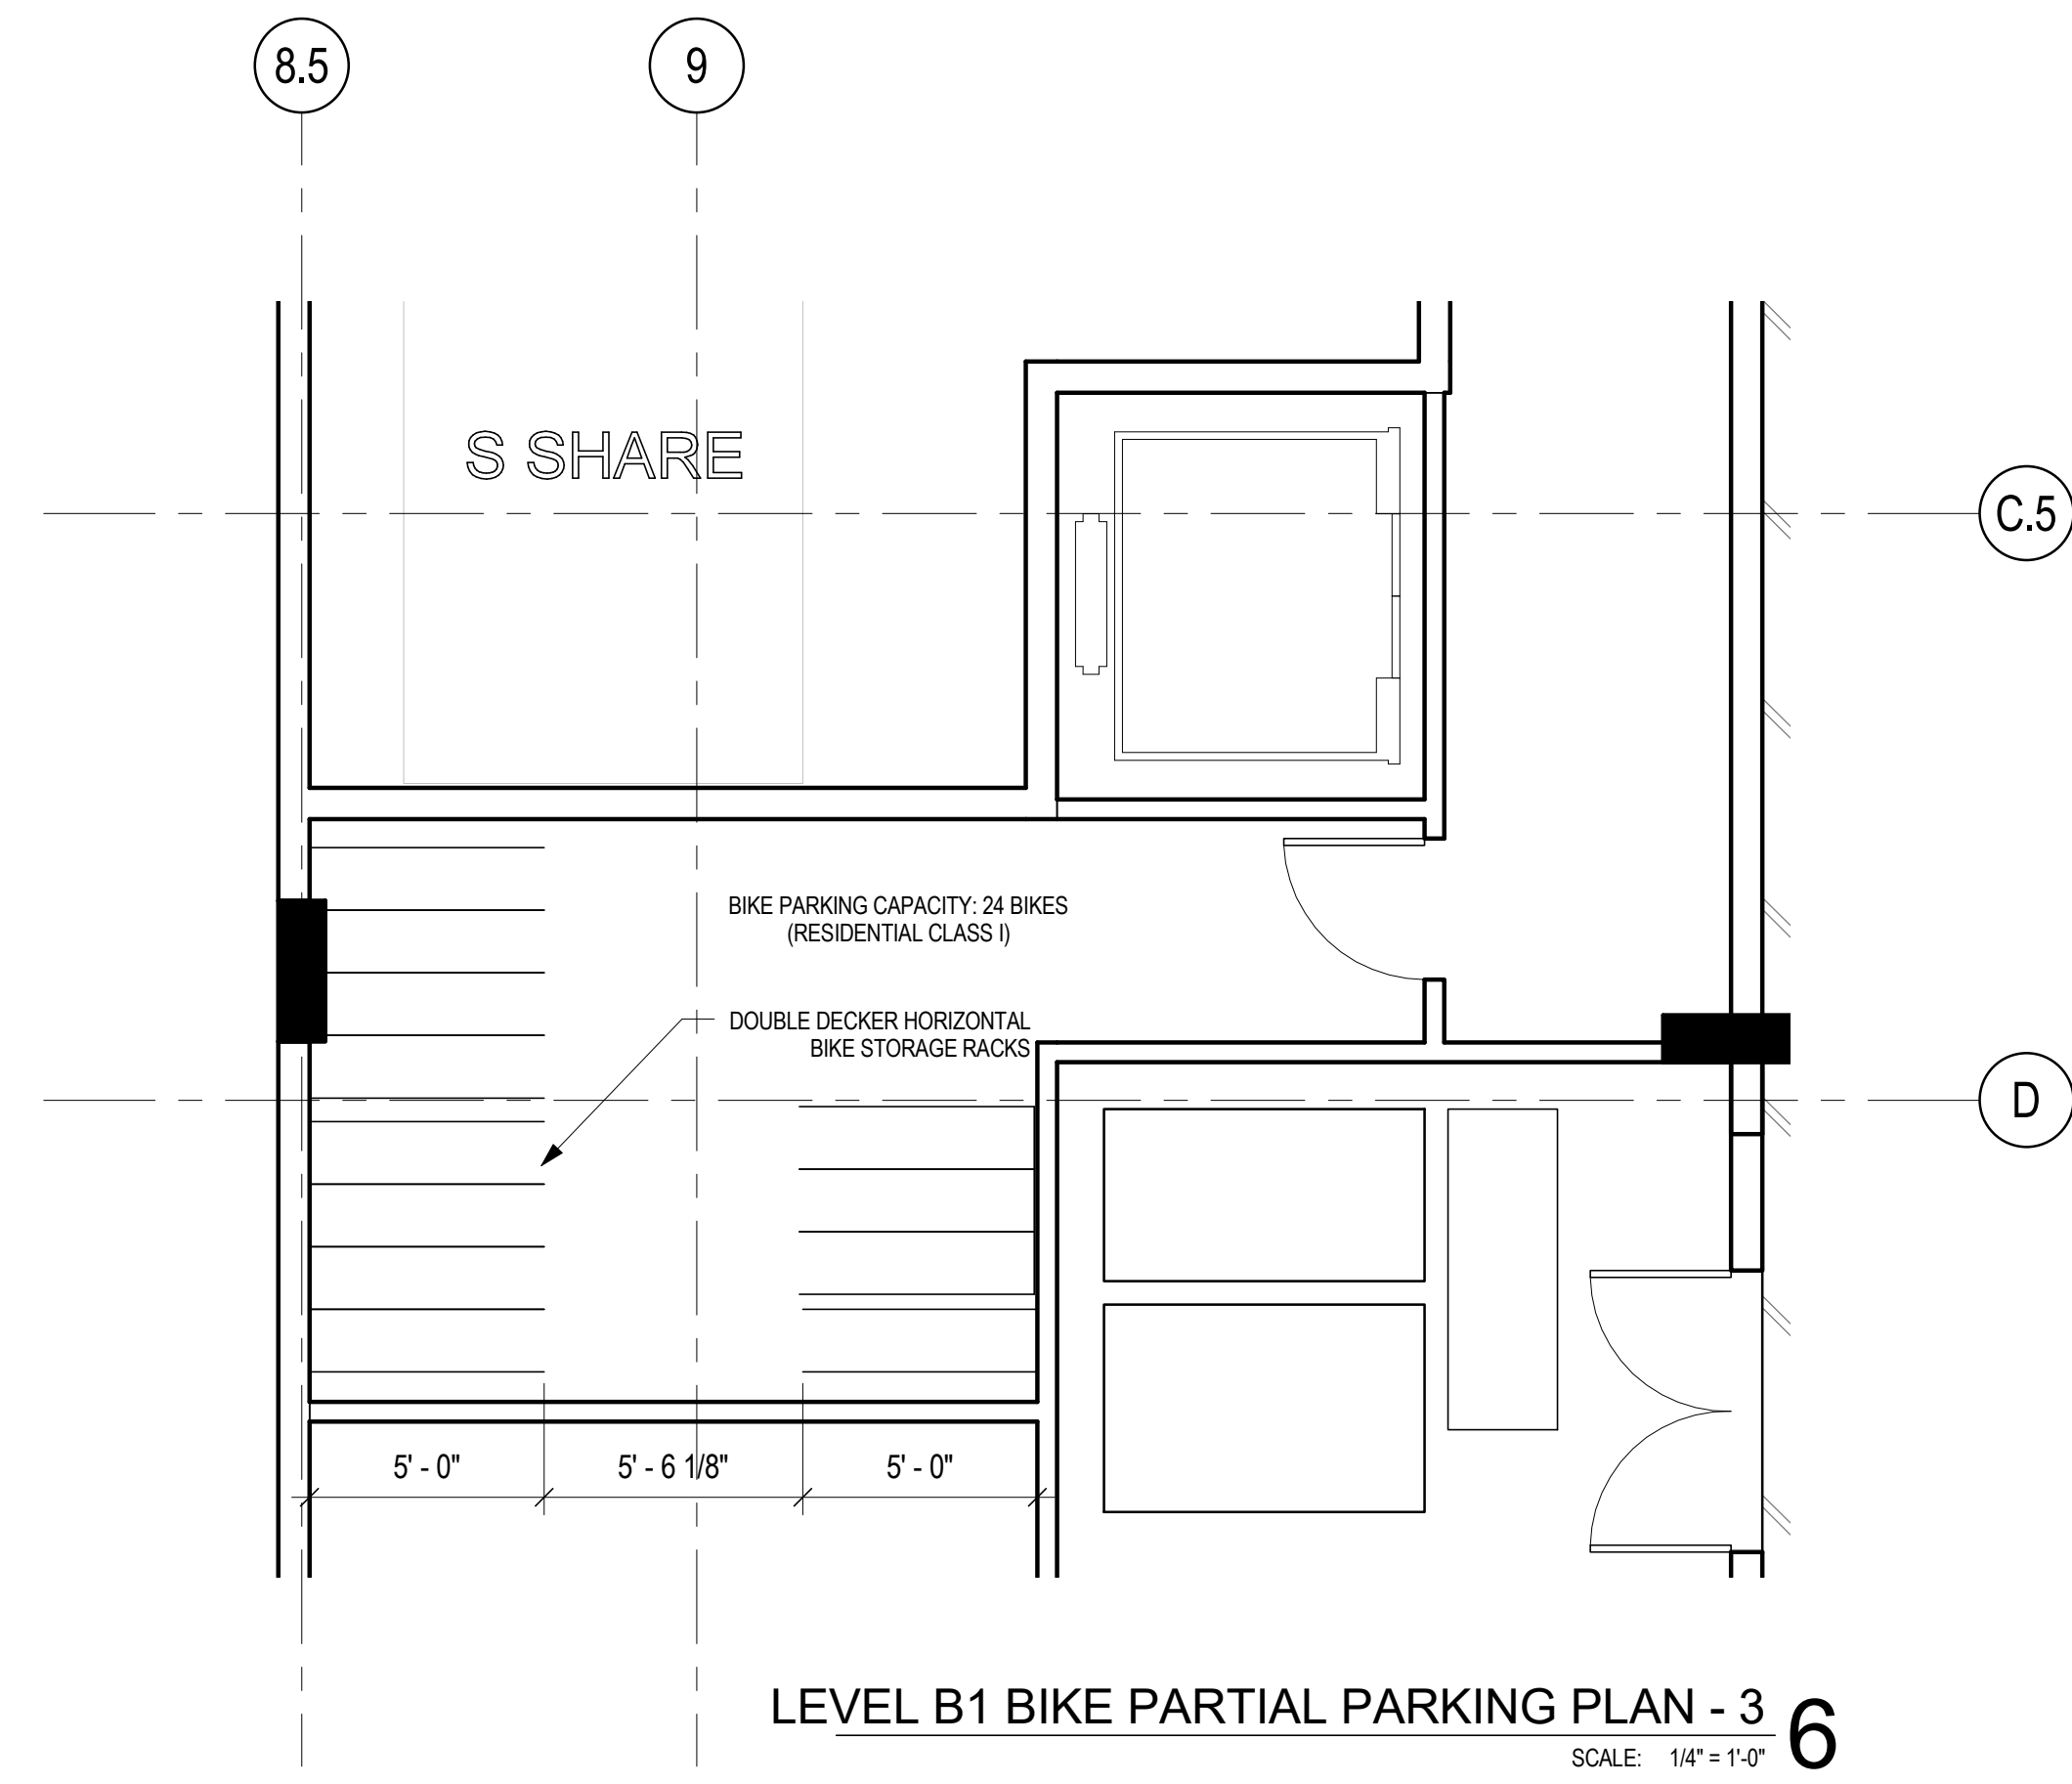 8.5
9
S SHARE
C.5
BIKE PARKING CAPACITY: 24 BIKES
(RESIDENTIAL CLASS I)
DOUBLE DECKER HORIZONTAL
BIKE STORAGE RACKS
D
5' - 0"
5' - 6 1/8"
5' - 0"
LEVEL B1 BIKE PARTIAL PARKING PLAN - 3
6
SCALE: 1/4" = 1'-0"